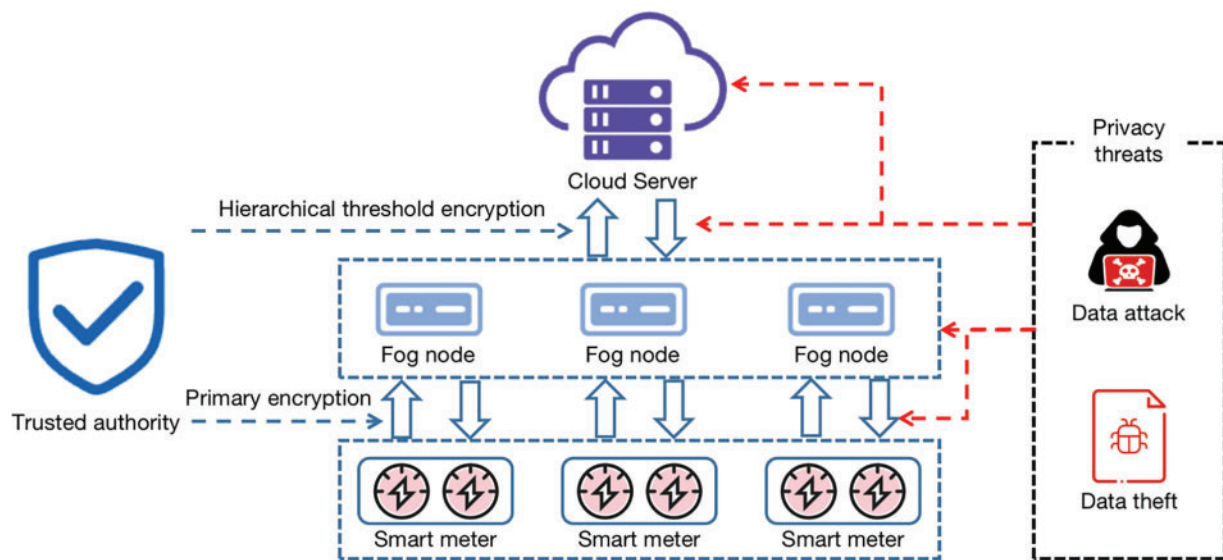 Cloud Server
Privacy
threats
Hierarchical threshold encryption
Data attack
Fog node
Fog node
Fog node
Primary encryption
Trusted authority
Data theft
Smart meter
Smart meter
Smart meter